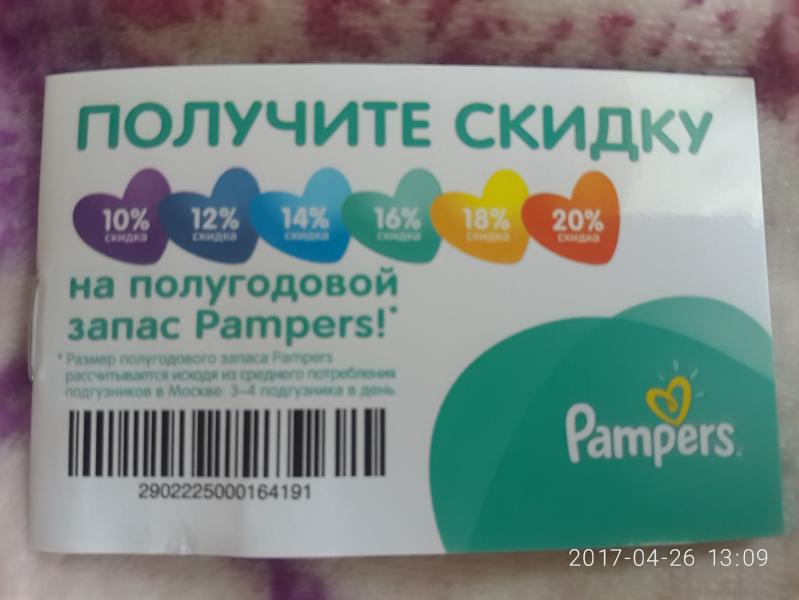 ПОЛУЧИТЕ СКИДКУ
10% 12% 14% 16% 18% 20%
скидка скидка скидка скидка скидка скидка
на полугодовой
запас Pampers!*
* Размер полугодового запаса Pampers
рассчитывается исходя из среднего потребления
подгузников в Москве: 3–4 подгузника в день.
2902225000164191
Pampers.
2017-04-26 13:09